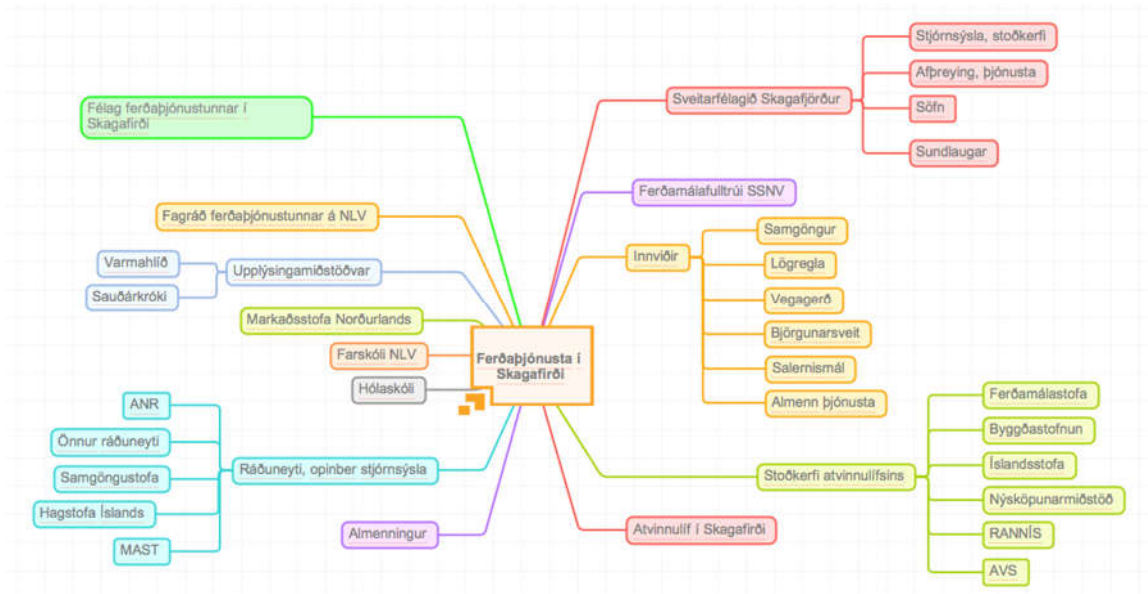 Ferðaþjónusta í
Skagafirði
Félag ferðaþjónustunnar í
Skagafirði
Fagráð ferðaþjónustunnar á NLV
Upplýsingamiðstöðvar
Varmahlíð
Sauðárkróki
Markaðsstofa Norðurlands
Farskóli NLV
Hólaskóli
Ráðuneyti, opinber stjórnsýsla
ANR
Önnur ráðuneyti
Samgöngustofa
Hagstofa Íslands
MAST
Almenningur
Sveitarfélagið Skagafjörður
Stjórnsýsla, stoðkerfi
Afþreying, þjónusta
Söfn
Sundlaugar
Ferðamálafulltrúi SSNV
Innviðir
Samgöngur
Lögregla
Vegagerð
Björgunarsveit
Salernismál
Almenn þjónusta
Stoðkerfi atvinnulífsins
Ferðamálastofa
Byggðastofnun
Íslandsstofa
Nýsköpunarmiðstöð
RANNÍS
AVS
Atvinnulíf í Skagafirði